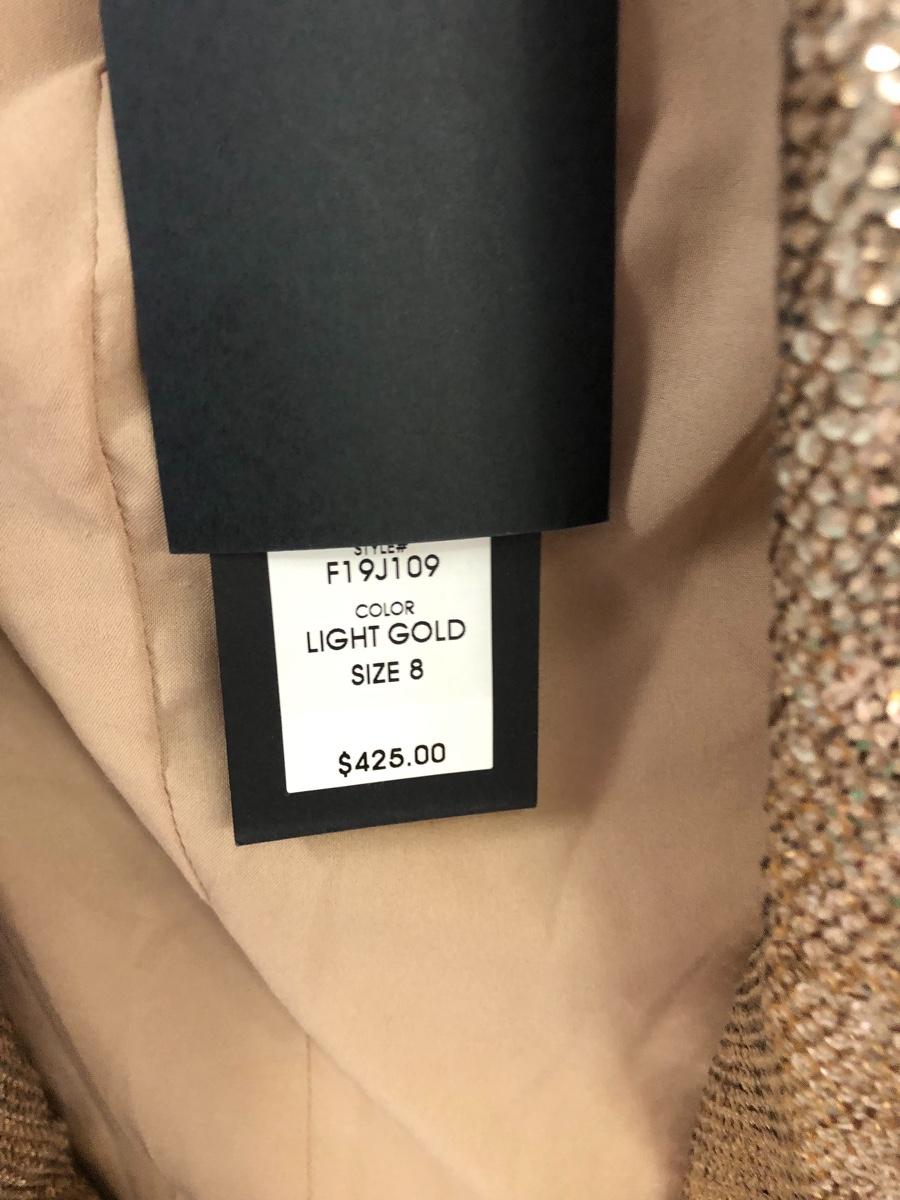 STYLE#
F19J109
COLOR
LIGHT GOLD
SIZE 8
$425.00